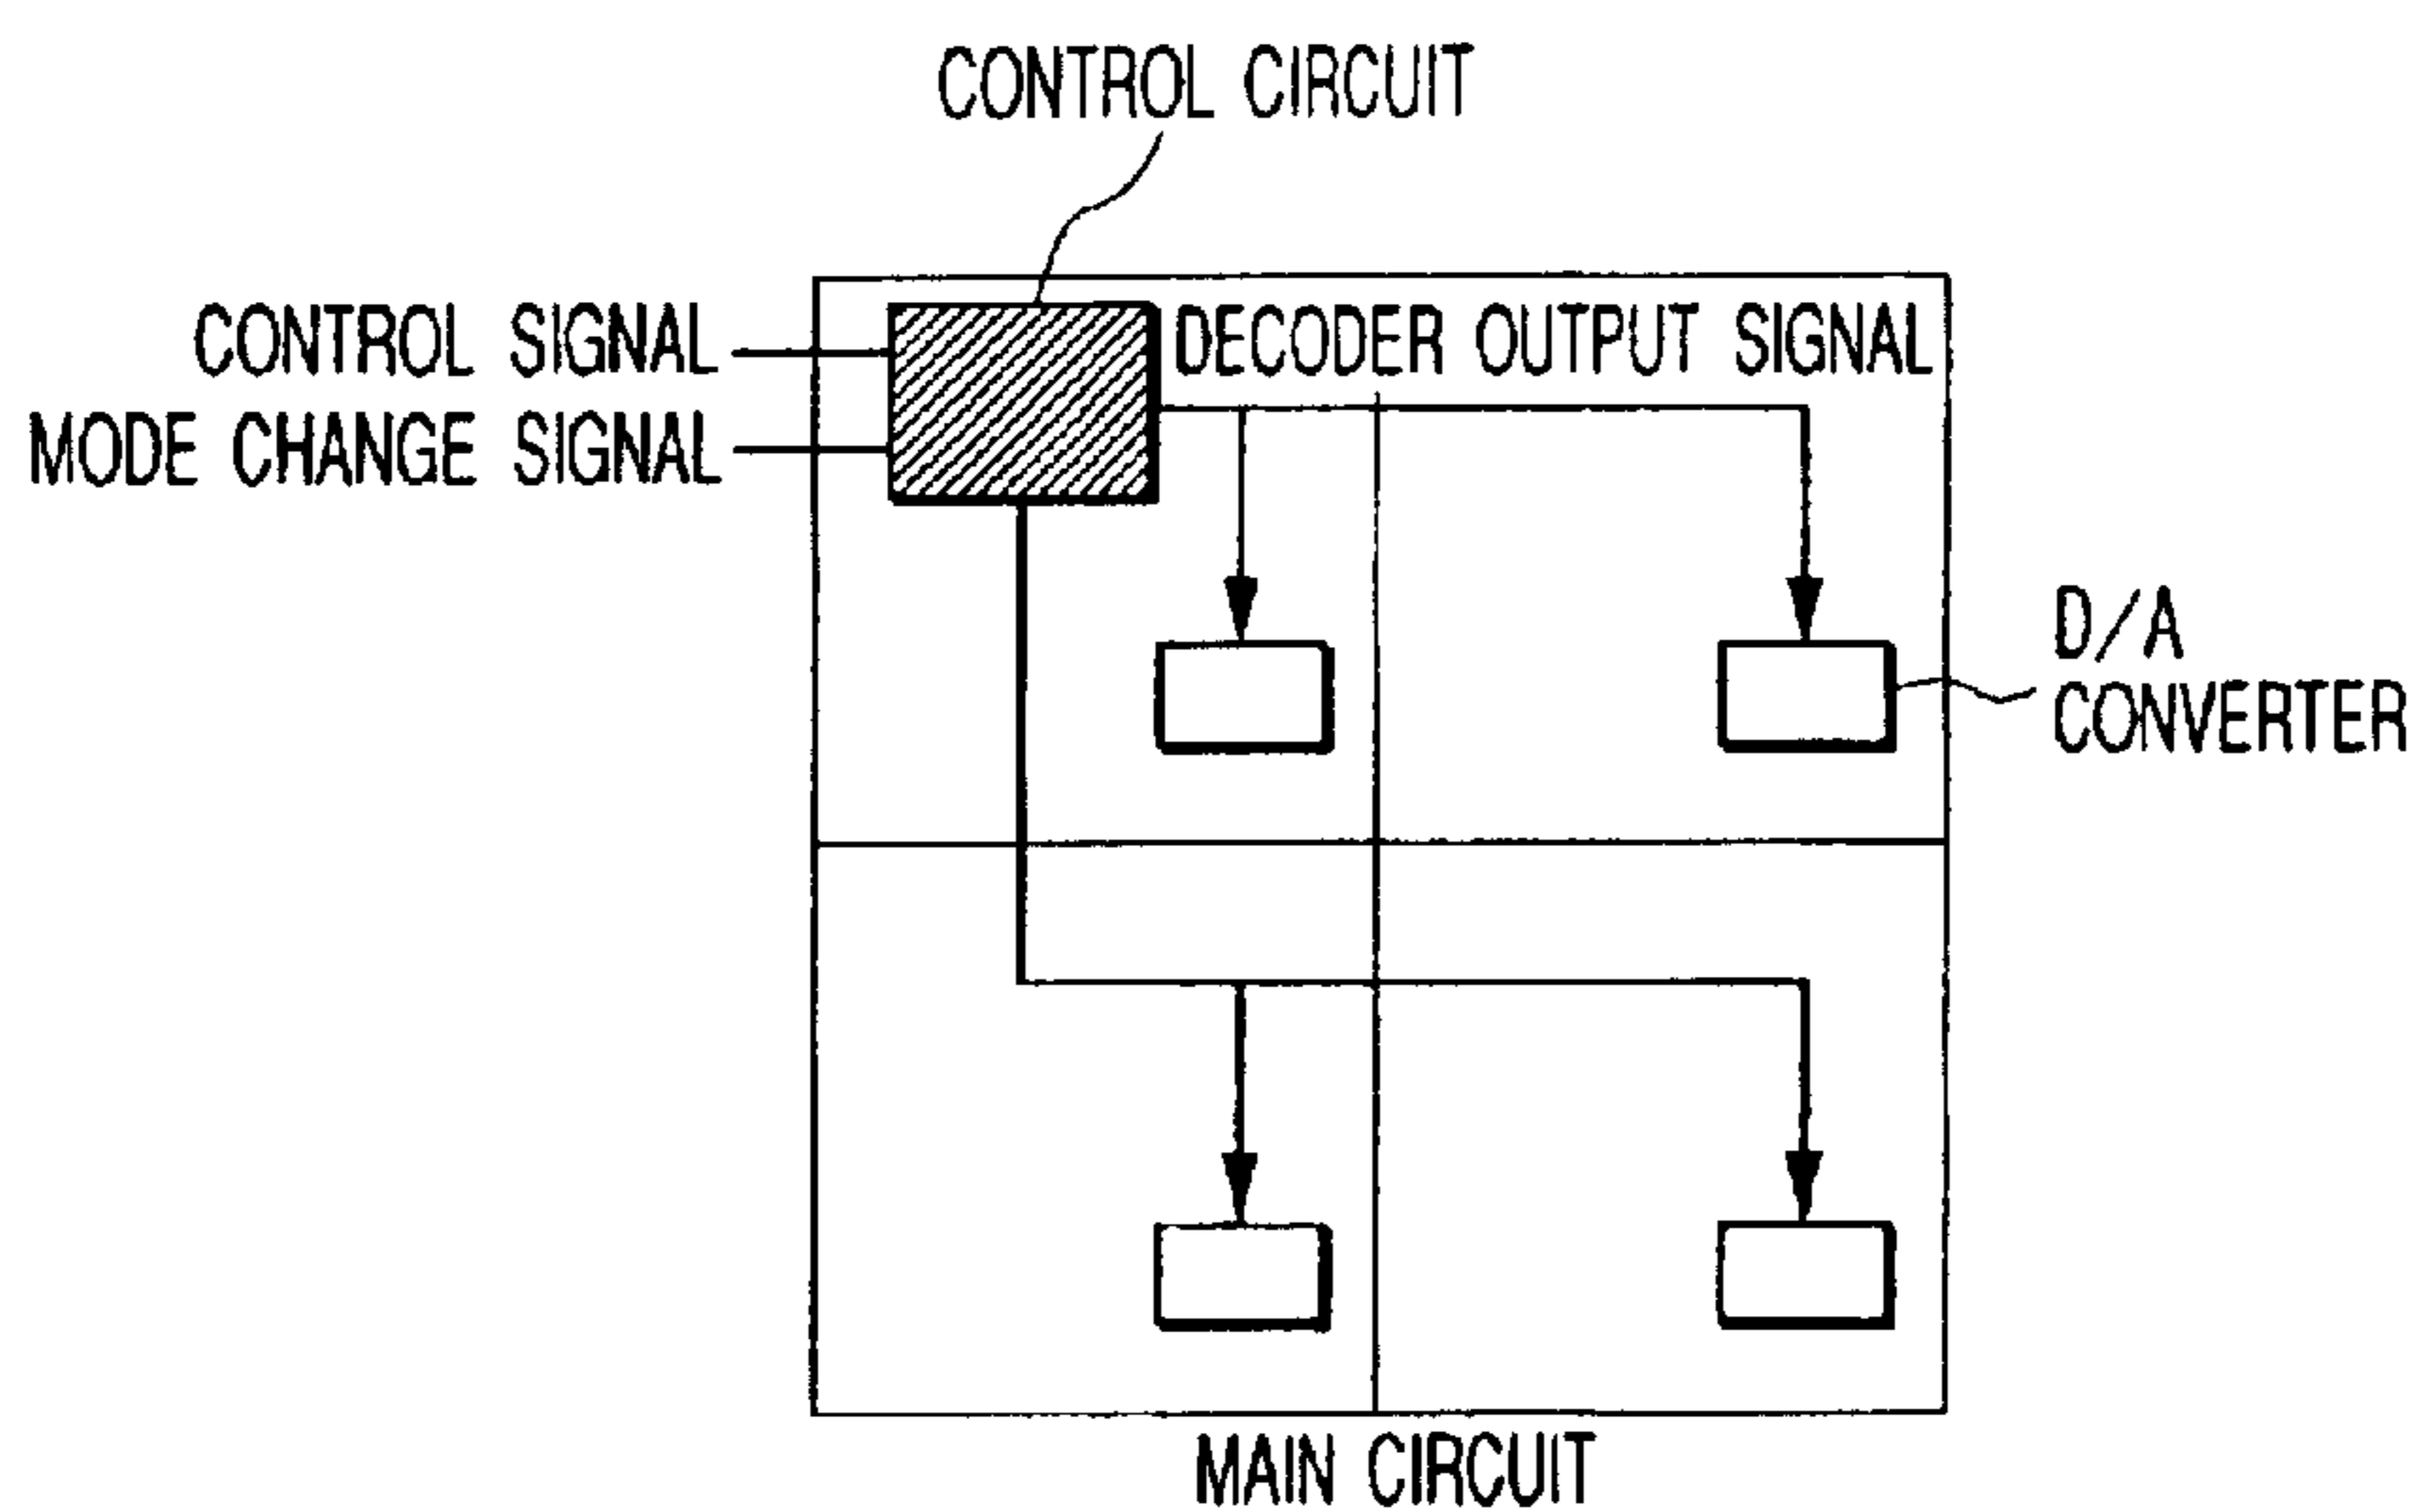 CONTROL CIRCUIT
CONTROL SIGNAL
DECODER OUTPUT SIGNAL
MODE CHANGE SIGNAL
D/A
CONVERTER
MAIN CIRCUIT